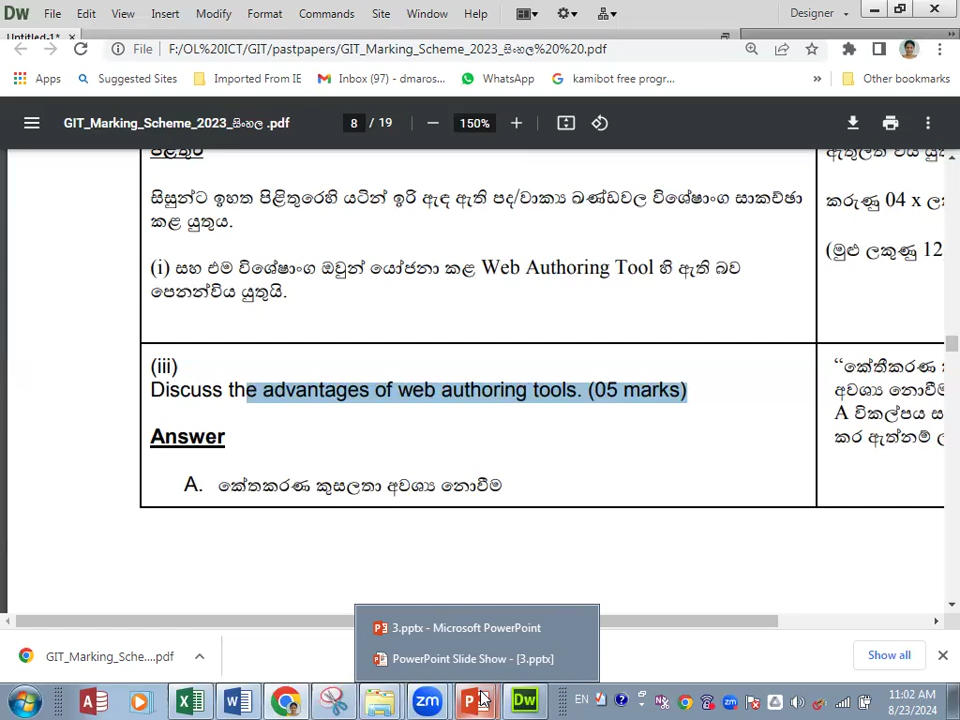 Dw File Edit View Insert Modify Format Commands Site Window Help Designer
Untitled-1*
File F:/OL%20ICT/GIT/pastpapers/GIT_Marking_Scheme_2023_සිංහල%20%20.pdf
Apps Suggested Sites Imported From IE Inbox (97) - dmaros... WhatsApp kamibot free progr... » Other bookmarks
GIT_Marking_Scheme_2023_සිංහල .pdf 8 / 19 150%
පිළිතුර
සිසුන්ට ඉහත පිළිතුරෙහි යටින් ඉරි ඇඳ ඇති පද/වාක්‍ය ඛණ්ඩවල විශේෂාංග සාකච්ඡා
කළ යුතුය.
(i) සහ එම විශේෂාංග ඔවුන් යෝජනා කළ Web Authoring Tool හි ඇති බව
පෙනන්විය යුතුයි.
ඇතුලත් විය යුතු
කරුණු 04 x ල
(මුළු ලකුණු 12
(iii)
Discuss the advantages of web authoring tools. (05 marks)
Answer
A. කේතකරණ කුසලතා අවශ්‍ය නොවීම
“කේතීකරණ
අවශ්‍ය නොවීම
A විකල්පය ස
කර ඇත්නම්
3.pptx - Microsoft PowerPoint
PowerPoint Slide Show - [3.pptx]
GIT_Marking_Sche....pdf
Show all
EN
11:02 AM
8/23/2024